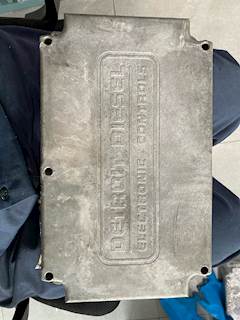 DETROIT DIESEL
ELECTRONIC CONTROLS